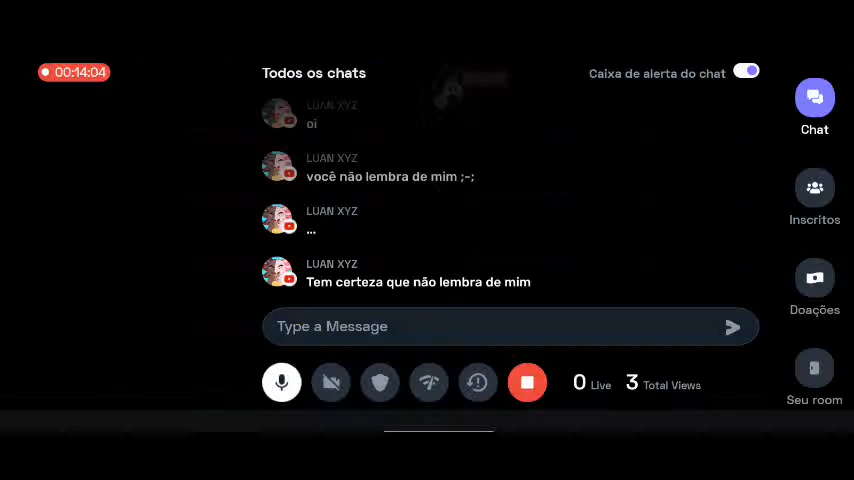 00:14:04
Todos os chats
Caixa de alerta do chat
LUAN XYZ
oi
LUAN XYZ
você não lembra de mim ;-;
LUAN XYZ
...
LUAN XYZ
Tem certeza que não lembra de mim
Type a Message
0 Live 3 Total Views
Chat
Inscritos
Doações
Seu room